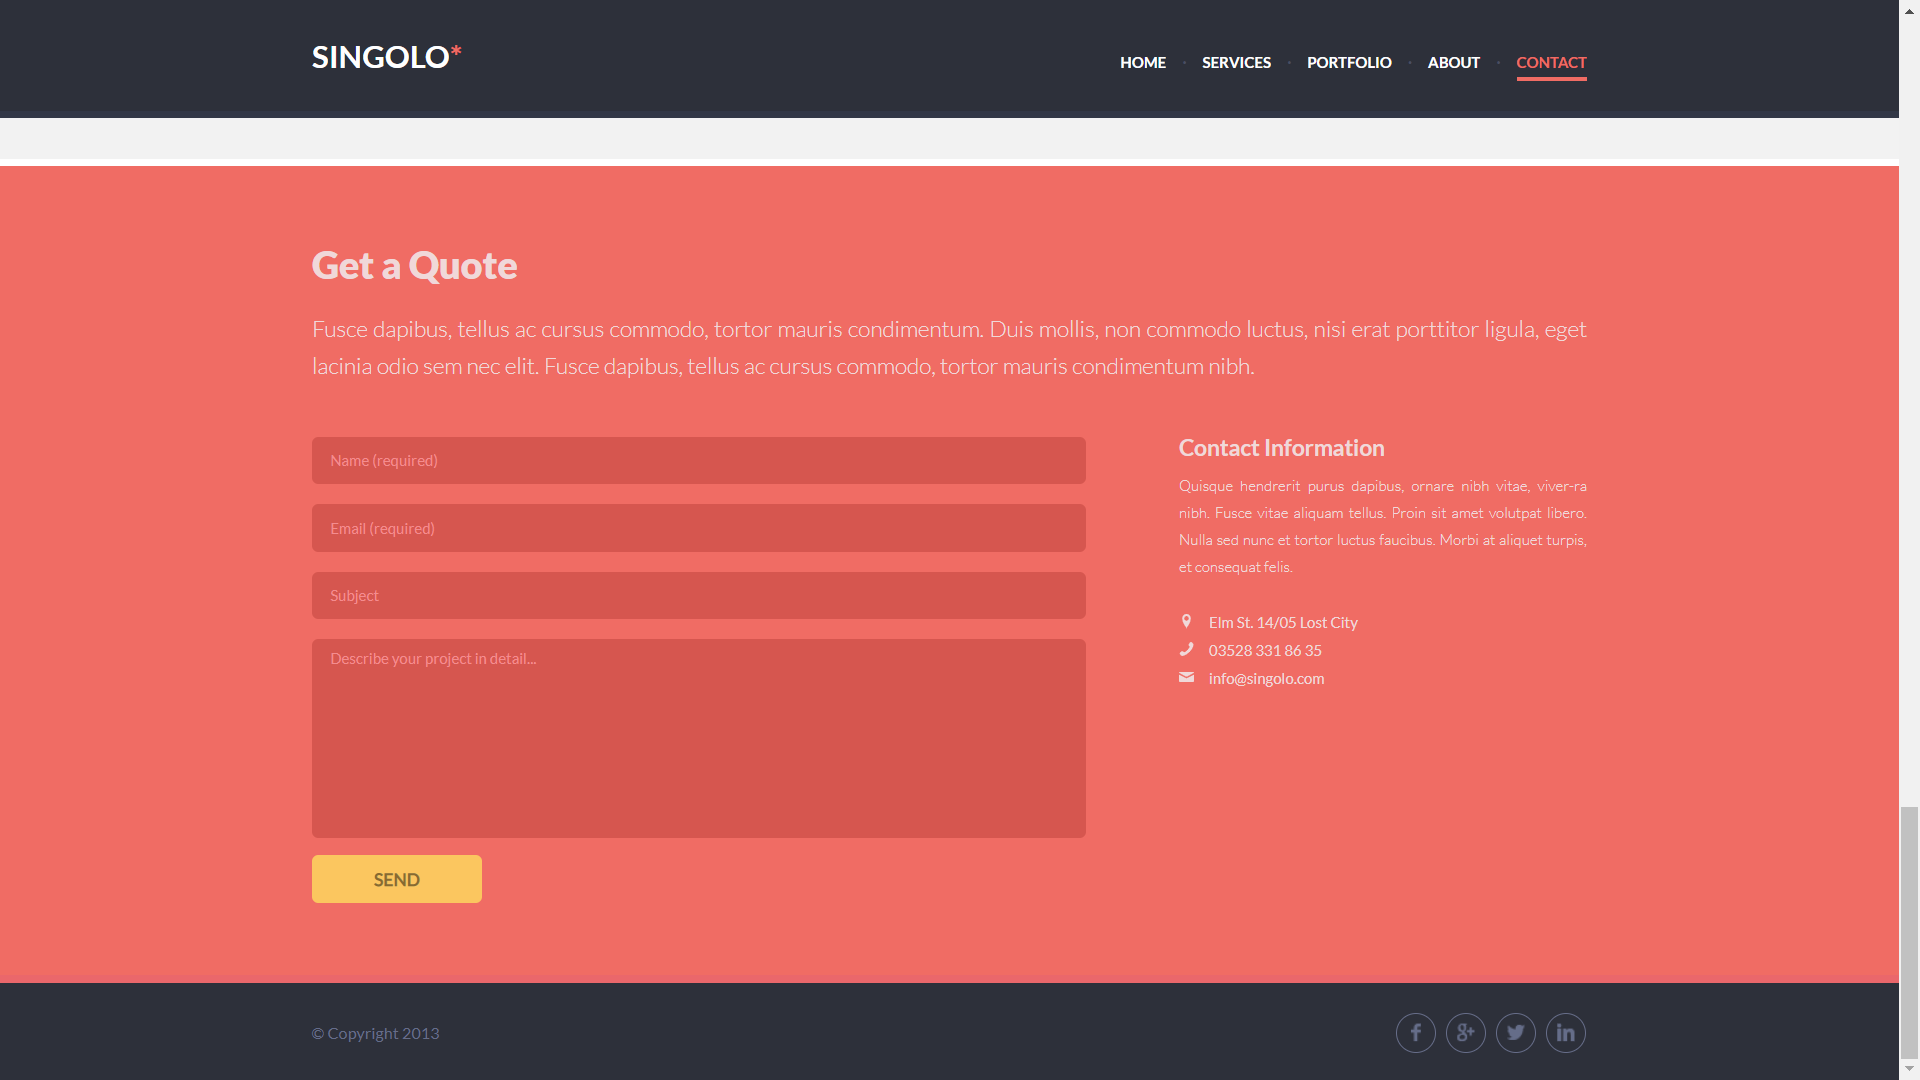 SINGOLO*
HOME · SERVICES · PORTFOLIO · ABOUT · CONTACT
Get a Quote
Fusce dapibus, tellus ac cursus commodo, tortor mauris condimentum. Duis mollis, non commodo luctus, nisi erat porttitor ligula, eget
lacinia odio sem nec elit. Fusce dapibus, tellus ac cursus commodo, tortor mauris condimentum nibh.
Name (required)
Email (required)
Subject
Describe your project in detail...
SEND
Contact Information
Quisque hendrerit purus dapibus, ornare nibh vitae, viver-ra
nibh. Fusce vitae aliquam tellus. Proin sit amet volutpat libero.
Nulla sed nunc et tortor luctus faucibus. Morbi at aliquet turpis,
et consequat felis.
Elm St. 14/05 Lost City
03528 331 86 35
info@singolo.com
© Copyright 2013